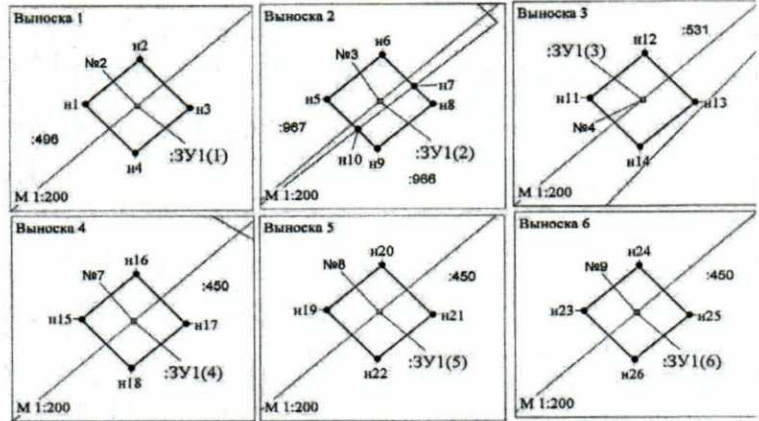 Выноска 1
н2
№2
н1
н3
:496
н4
:ЗУ1(1)
М 1:200
Выноска 2
н6
№3
н7
н5
н8
:967
:ЗУ1(2)
н10
н9
:966
М 1:200
Выноска 3
н12
:531
:ЗУ1(3)
н11
н13
№4
н14
М 1:200
Выноска 4
н16
№7
:450
н15
н17
:ЗУ1(4)
н18
М 1:200
Выноска 5
н20
№8
:450
н19
н21
:ЗУ1(5)
н22
М 1:200
Выноска 6
н24
№9
:450
н23
н25
:ЗУ1(6)
н26
М 1:200